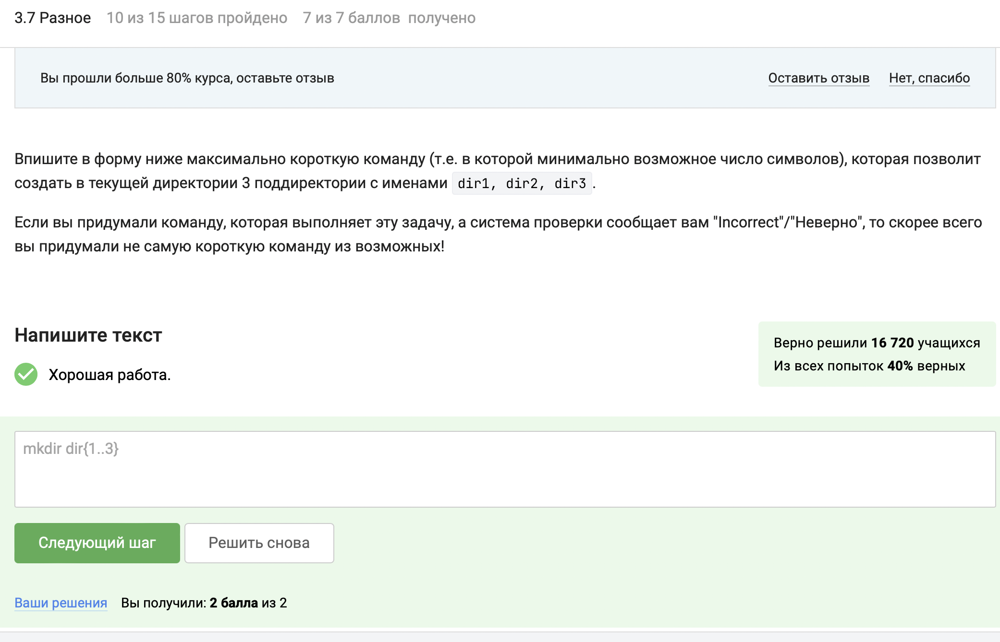 3.7 Разное 10 из 15 шагов пройдено 7 из 7 баллов получено
Вы прошли больше 80% курса, оставьте отзыв Оставить отзыв Нет, спасибо
Впишите в форму ниже максимально короткую команду (т.е. в которой минимально возможное число символов), которая позволит
создать в текущей директории 3 поддиректории с именами dir1, dir2, dir3.
Если вы придумали команду, которая выполняет эту задачу, а система проверки сообщает вам "Incorrect"/"Неверно", то скорее всего
вы придумали не самую короткую команду из возможных!
Напишите текст
Верно решили 16 720 учащихся
Из всех попыток 40% верных
Хорошая работа.
mkdir dir{1..3}
Следующий шаг Решить снова
Ваши решения Вы получили: 2 балла из 2